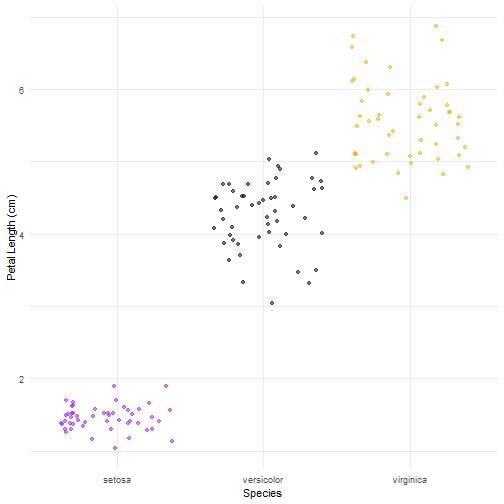 Petal Length (cm)
6
4
2
setosa
versicolor
virginica
Species